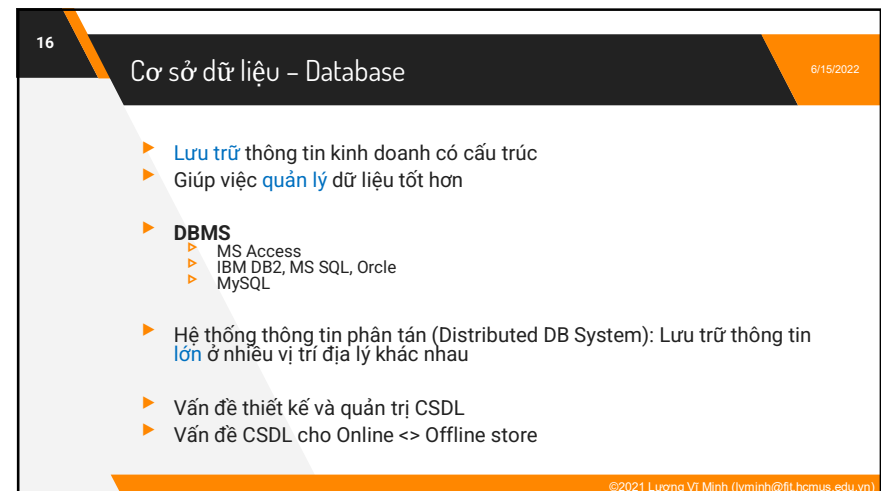 16
Cơ sở dữ liệu – Database
6/15/2022
Lưu trữ thông tin kinh doanh có cấu trúc
Giúp việc quản lý dữ liệu tốt hơn
DBMS
MS Access
IBM DB2, MS SQL, Orcle
MySQL
Hệ thống thông tin phân tán (Distributed DB System): Lưu trữ thông tin
lớn ở nhiều vị trí địa lý khác nhau
Vấn đề thiết kế và quản trị CSDL
Vấn đề CSDL cho Online <> Offline store
©2021 Lương Vĩ Minh (lvminh@fit.hcmus.edu.vn)